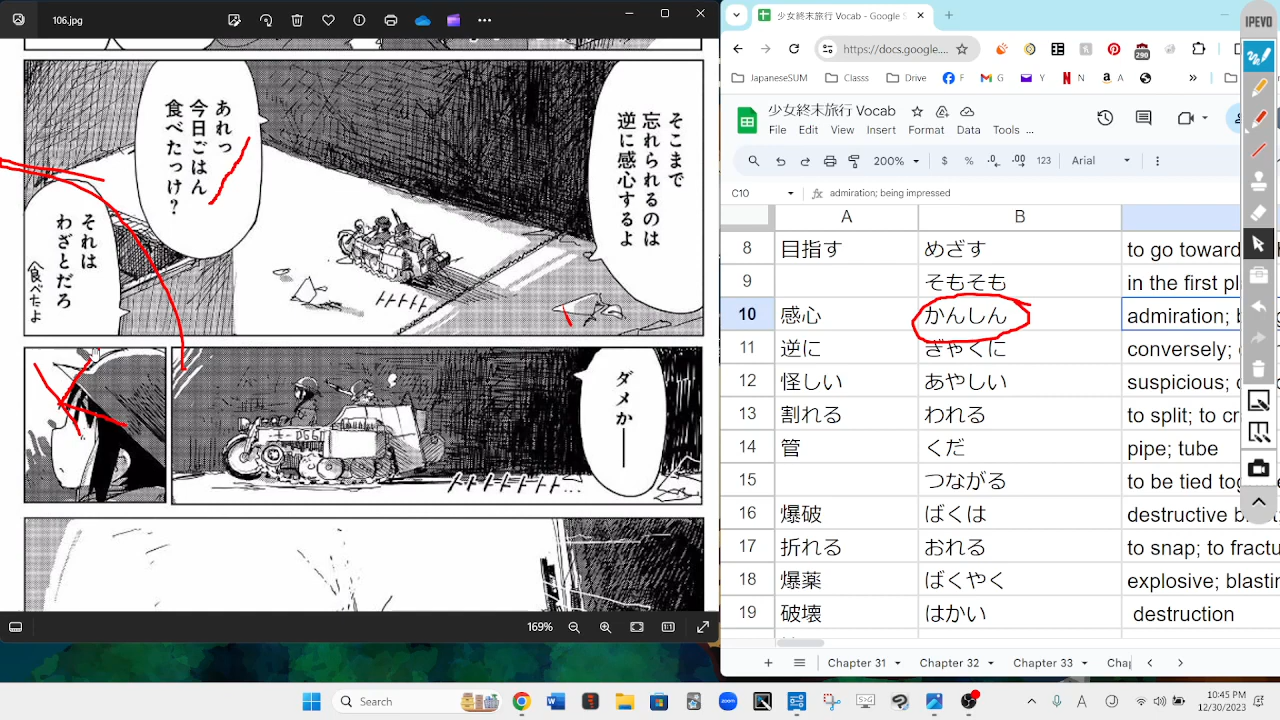 106.jpg
そこまで
忘れられるのは
逆に感心するよ
あれっ
今日ごはん
食べたっけ？
それは
わざとだろ
食べたよ
ダメかー
DG61
169%
1:1
少女終末旅行 Vocab - Google S
https://docs.google....
290
JapaneseSUM
Classs
Drive
F
G
Y
N
A
少女終末旅行 Vocab
File Edit View Insert Format Data Tools ...
200% $ % .0 .00 123 Arial
C10 fx admiration; being impressed
A B
8 目指す めざす to go toward
9 そもそも in the first pl
10 感心 かんしん admiration; b
11 逆に ぎゃくに conversely;
12 怪しい あやしい suspicious;
13 割れる われる to split; to cr
14 管 くだ pipe; tube
15 つながる to be tied tog
16 爆破 ばくは destructive b
17 折れる おれる to snap; to fractu
18 爆薬 ばくやく explosive; blastin
19 破壊 はかい destruction
+ Chapter 31 Chapter 32 Chapter 33 Chap
IPEVO
Search
A
10:45 PM
12/30/2023